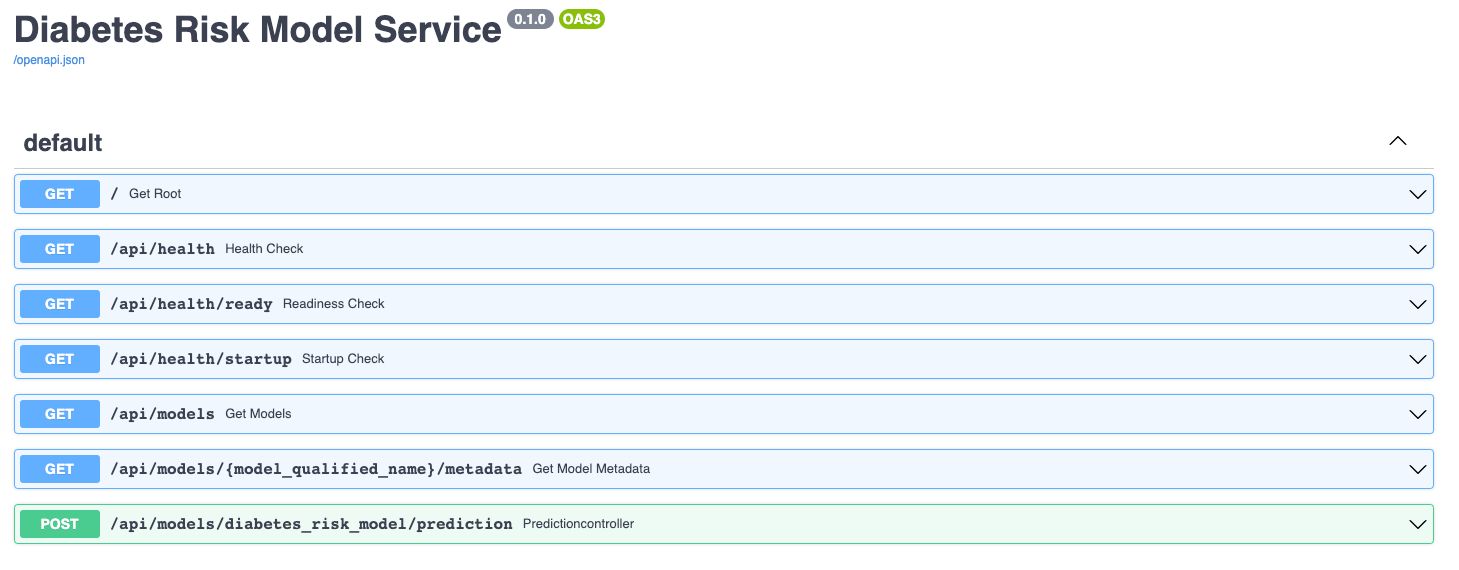 Diabetes Risk Model Service 0.1.0 OAS3
/openapi.json
default
GET / Get Root
GET /api/health Health Check
GET /api/health/ready Readiness Check
GET /api/health/startup Startup Check
GET /api/models Get Models
GET /api/models/{model_qualified_name}/metadata Get Model Metadata
POST /api/models/diabetes_risk_model/prediction Predictioncontroller